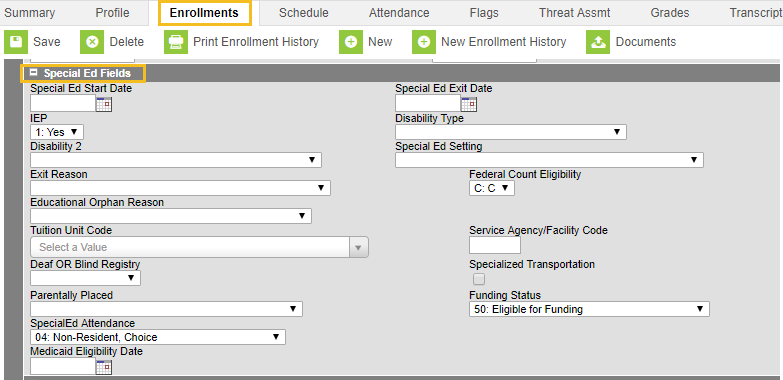 Summary Profile Enrollments Schedule Attendance Flags Threat Assmt Grades Transcript
Save Delete Print Enrollment History New New Enrollment History Documents
Special Ed Fields
Special Ed Start Date Special Ed Exit Date
IEP Disability Type
1: Yes
Disability 2 Special Ed Setting
Exit Reason Federal Count Eligibility
C: C
Educational Orphan Reason
Tuition Unit Code Service Agency/Facility Code
Select a Value
Deaf OR Blind Registry Specialized Transportation
Parentally Placed Funding Status
50: Eligible for Funding
SpecialEd Attendance
04: Non-Resident, Choice
Medicaid Eligibility Date